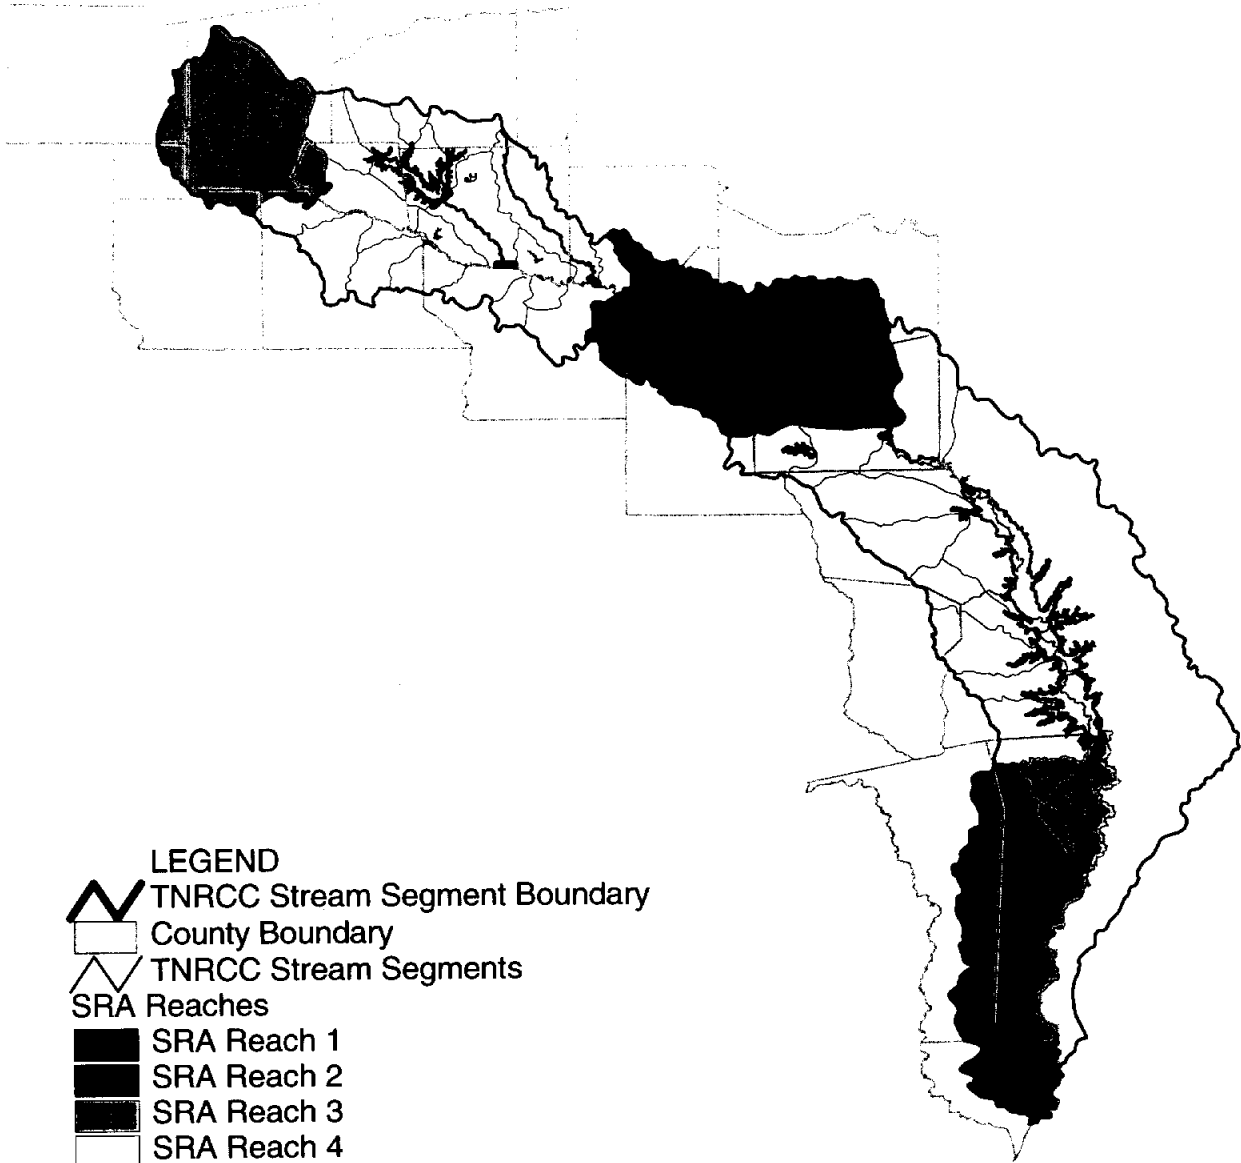 LEGEND
TNRCC Stream Segment Boundary
County Boundary
TNRCC Stream Segments
SRA Reaches
SRA Reach 1
SRA Reach 2
SRA Reach 3
SRA Reach 4